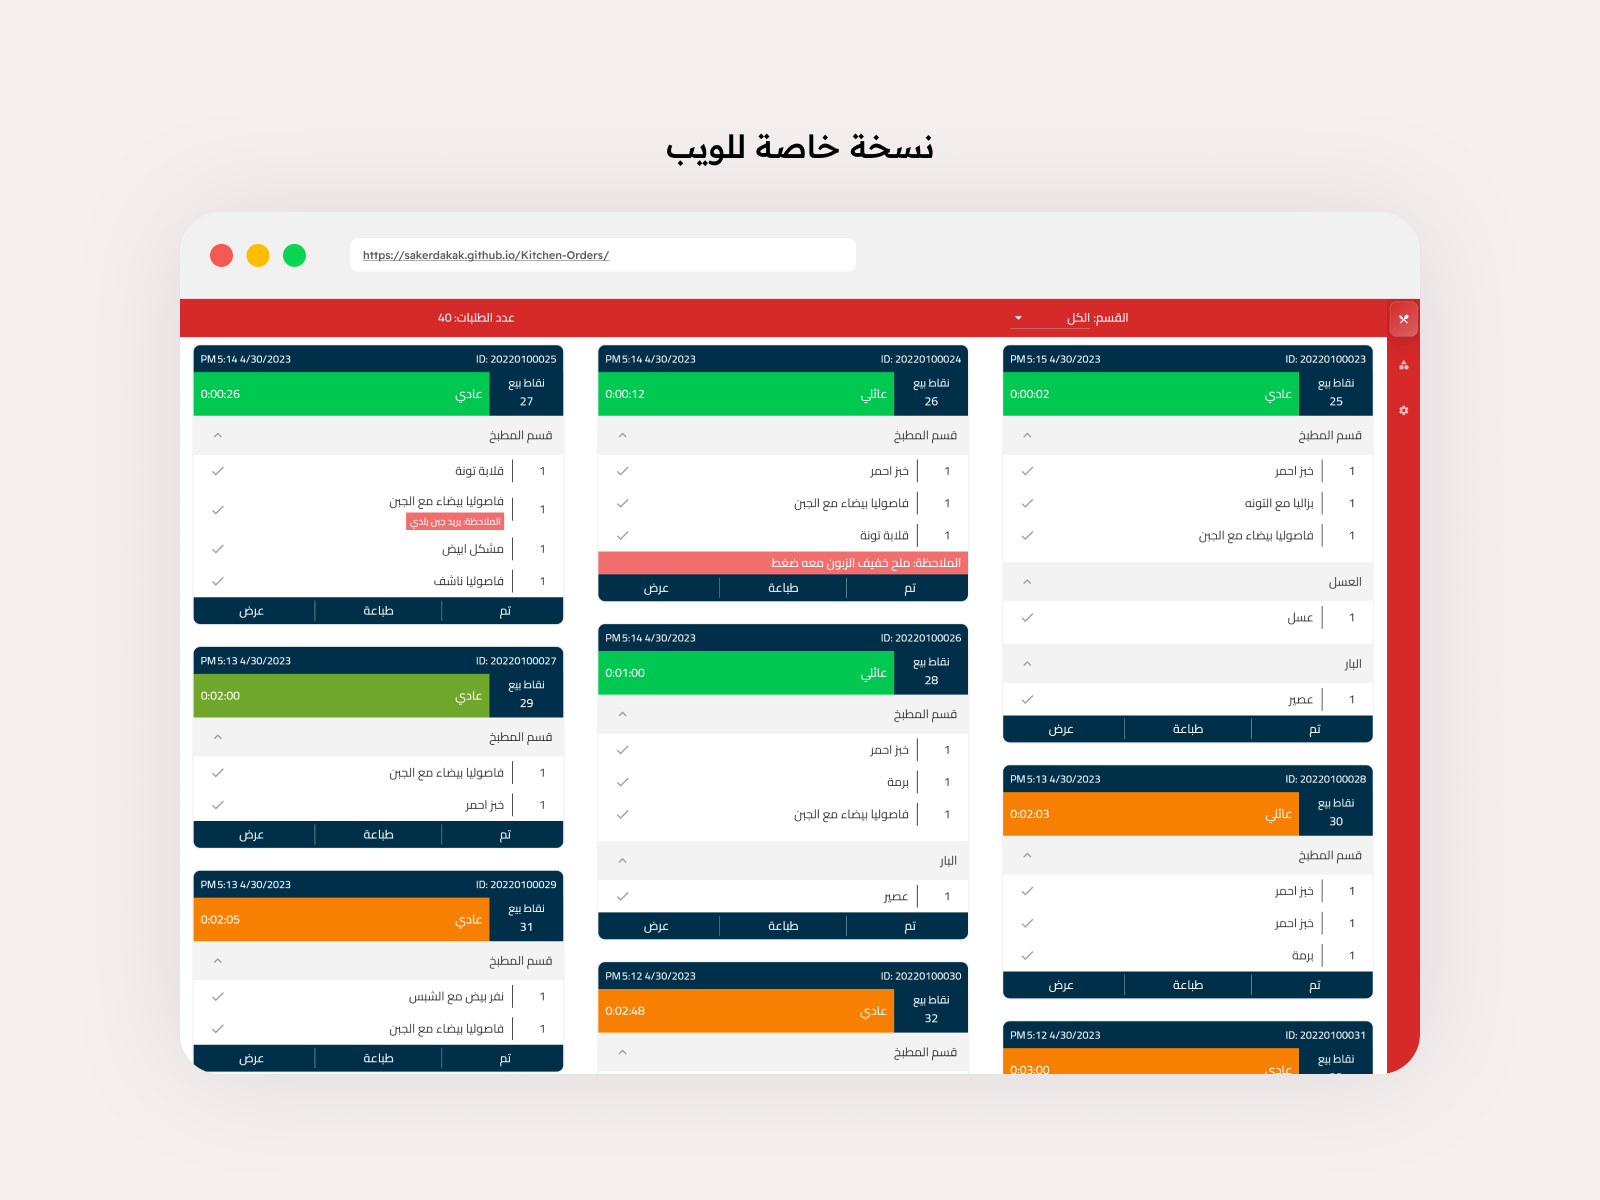 نسخة خاصة للويب
https://sakerdakak.github.io/Kitchen-Orders/
القسم: الكل
عدد الطلبات: 40
ID: 20220100023
PM 5:15 4/30/2023
نقاط بيع
25
عادي
0:00:02
قسم المطبخ
1 خبز احمر
1 بزاليا مع التونه
1 فاصوليا بيضاء مع الجبن
العسل
1 عسل
البار
1 عصير
تم
طباعة
عرض
ID: 20220100028
PM 5:13 4/30/2023
نقاط بيع
30
عائلي
0:02:03
قسم المطبخ
1 خبز احمر
1 خبز احمر
1 برمة
تم
طباعة
عرض
ID: 20220100031
PM 5:12 4/30/2023
نقاط بيع
عادي
0:03:00
ID: 20220100024
PM 5:14 4/30/2023
نقاط بيع
26
عائلي
0:00:12
قسم المطبخ
1 خبز احمر
1 فاصوليا بيضاء مع الجبن
1 قلابة تونة
الملاحظة: ملح خفيف الزبون معه ضغط
تم
طباعة
عرض
ID: 20220100026
PM 5:14 4/30/2023
نقاط بيع
28
عائلي
0:01:00
قسم المطبخ
1 خبز احمر
1 برمة
1 فاصوليا بيضاء مع الجبن
البار
1 عصير
تم
طباعة
عرض
ID: 20220100030
PM 5:12 4/30/2023
نقاط بيع
32
عادي
0:02:48
قسم المطبخ
ID: 20220100025
PM 5:14 4/30/2023
نقاط بيع
27
عادي
0:00:26
قسم المطبخ
1 قلابة تونة
1 فاصوليا بيضاء مع الجبن
الملاحظة: يريد جبن بلدي
1 مشكل ابيض
1 فاصوليا ناشف
تم
طباعة
عرض
ID: 20220100027
PM 5:13 4/30/2023
نقاط بيع
29
عادي
0:02:00
قسم المطبخ
1 فاصوليا بيضاء مع الجبن
1 خبز احمر
تم
طباعة
عرض
ID: 20220100029
PM 5:13 4/30/2023
نقاط بيع
31
عادي
0:02:05
قسم المطبخ
1 نفر بيض مع الشبس
1 فاصوليا بيضاء مع الجبن
تم
طباعة
عرض